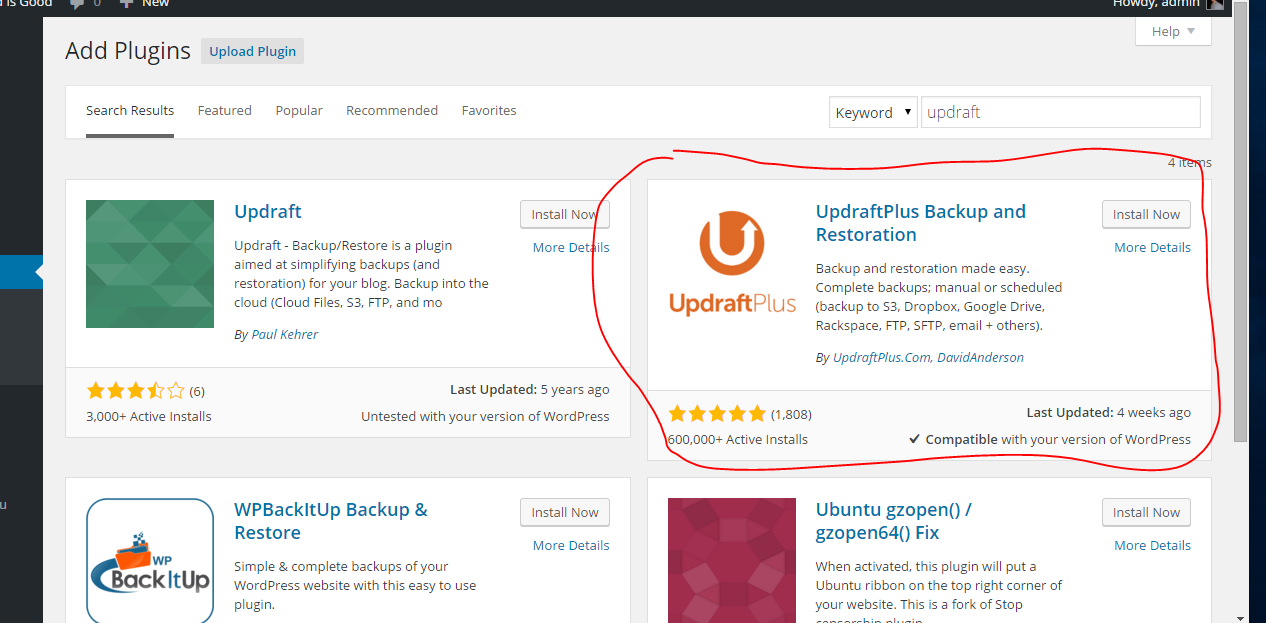 d is Good 0 New Howdy, admin
Help
Add Plugins Upload Plugin
Search Results Featured Popular Recommended Favorites Keyword updraft
4 items
Updraft
Install Now
More Details
Updraft - Backup/Restore is a plugin
aimed at simplifying backups (and
restoration) for your blog. Backup into the
cloud (Cloud Files, S3, FTP, and mo
By Paul Kehrer
(6)
Last Updated: 5 years ago
3,000+ Active Installs
Untested with your version of WordPress
UpdraftPlus
UpdraftPlus Backup and
Restoration
Install Now
More Details
Backup and restoration made easy.
Complete backups; manual or scheduled
(backup to S3, Dropbox, Google Drive,
Rackspace, FTP, SFTP, email + others).
By UpdraftPlus.Com, DavidAnderson
(1,808)
Last Updated: 4 weeks ago
600,000+ Active Installs
Compatible with your version of WordPress
u
WP
BackItUp
WPBackItUp Backup &
Restore
Install Now
More Details
Simple & complete backups of your
WordPress website with this easy to use
plugin.
Ubuntu gzopen() /
gzopen64() Fix
Install Now
More Details
When activated, this plugin will put a
Ubuntu ribbon on the top right corner of
your website. This is a fork of Stop
censorship plugin